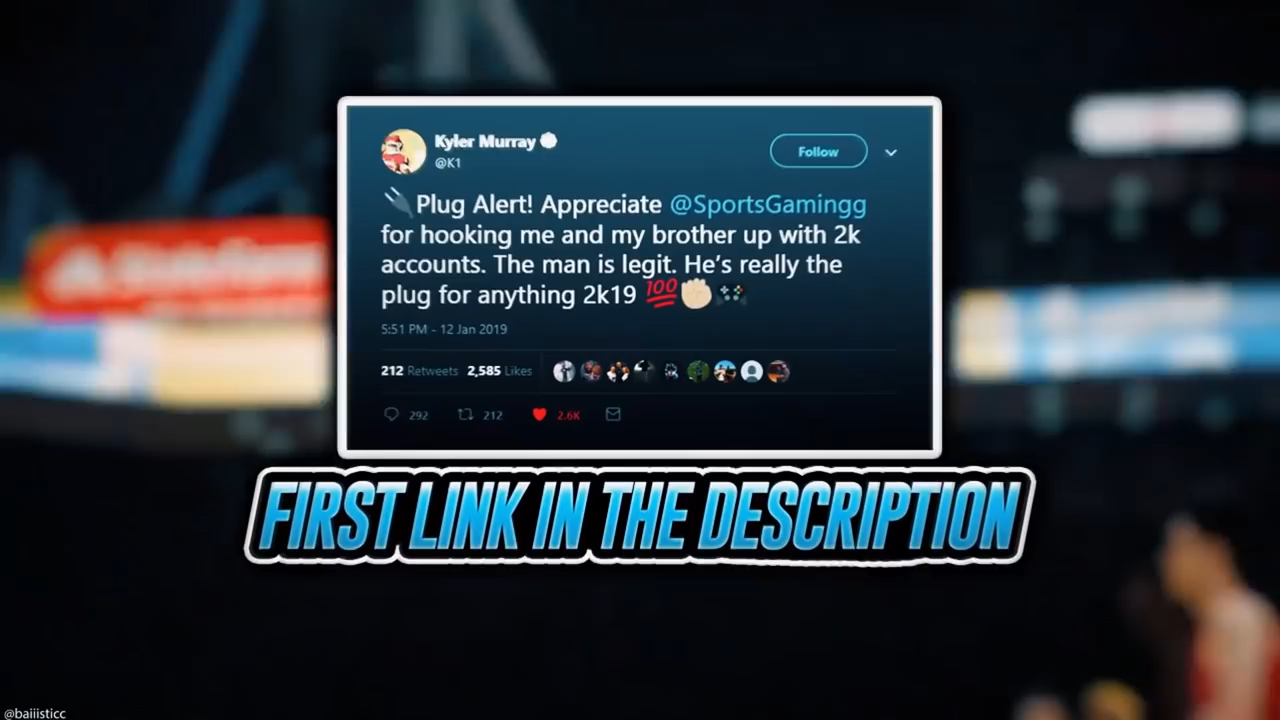 Kyler Murray
@K1
Follow
Plug Alert! Appreciate @SportsGamingg
for hooking me and my brother up with 2k
accounts. The man is legit. He’s really the
plug for anything 2k19 💯✊🏼🎮
5:51 PM - 12 Jan 2019
212 Retweets 2,585 Likes
292 212 2.6K
FIRST LINK IN THE DESCRIPTION
@baiiisticc